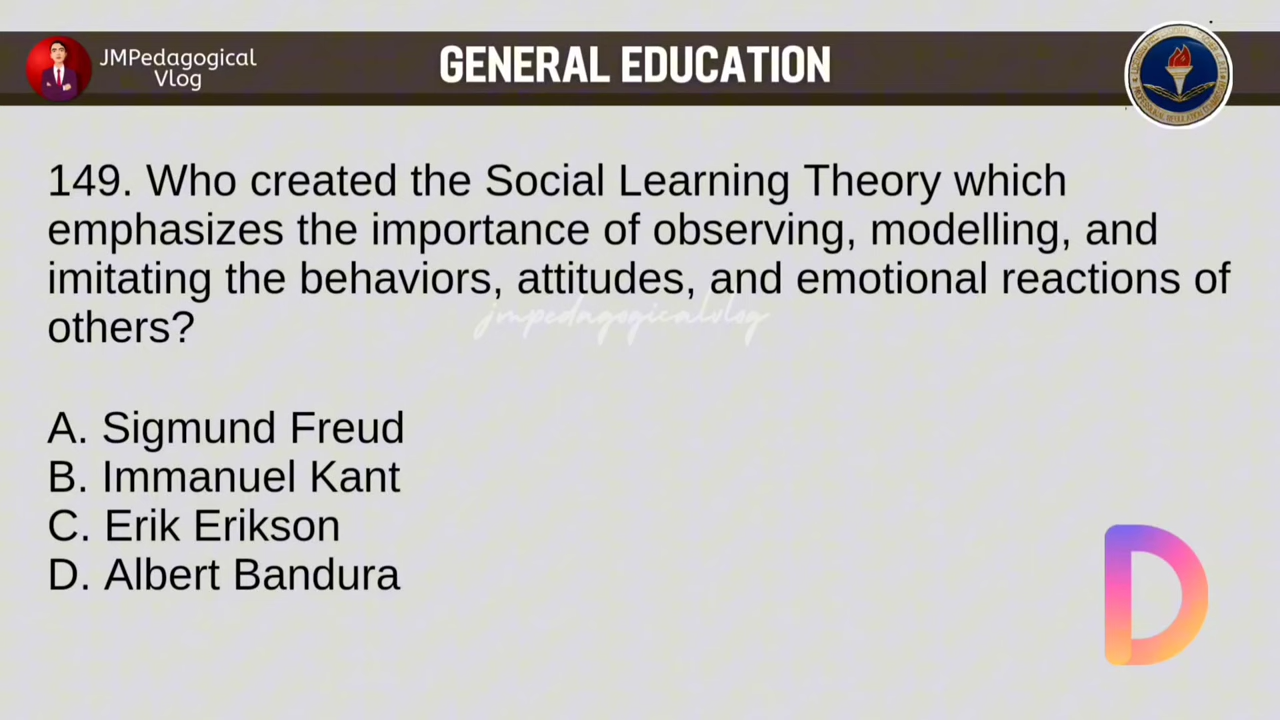 JMPedagogical
Vlog
GENERAL EDUCATION
149. Who created the Social Learning Theory which
emphasizes the importance of observing, modelling, and
imitating the behaviors, attitudes, and emotional reactions of
others?
jmpedagogicalvlog
A. Sigmund Freud
B. Immanuel Kant
C. Erik Erikson
D. Albert Bandura
D